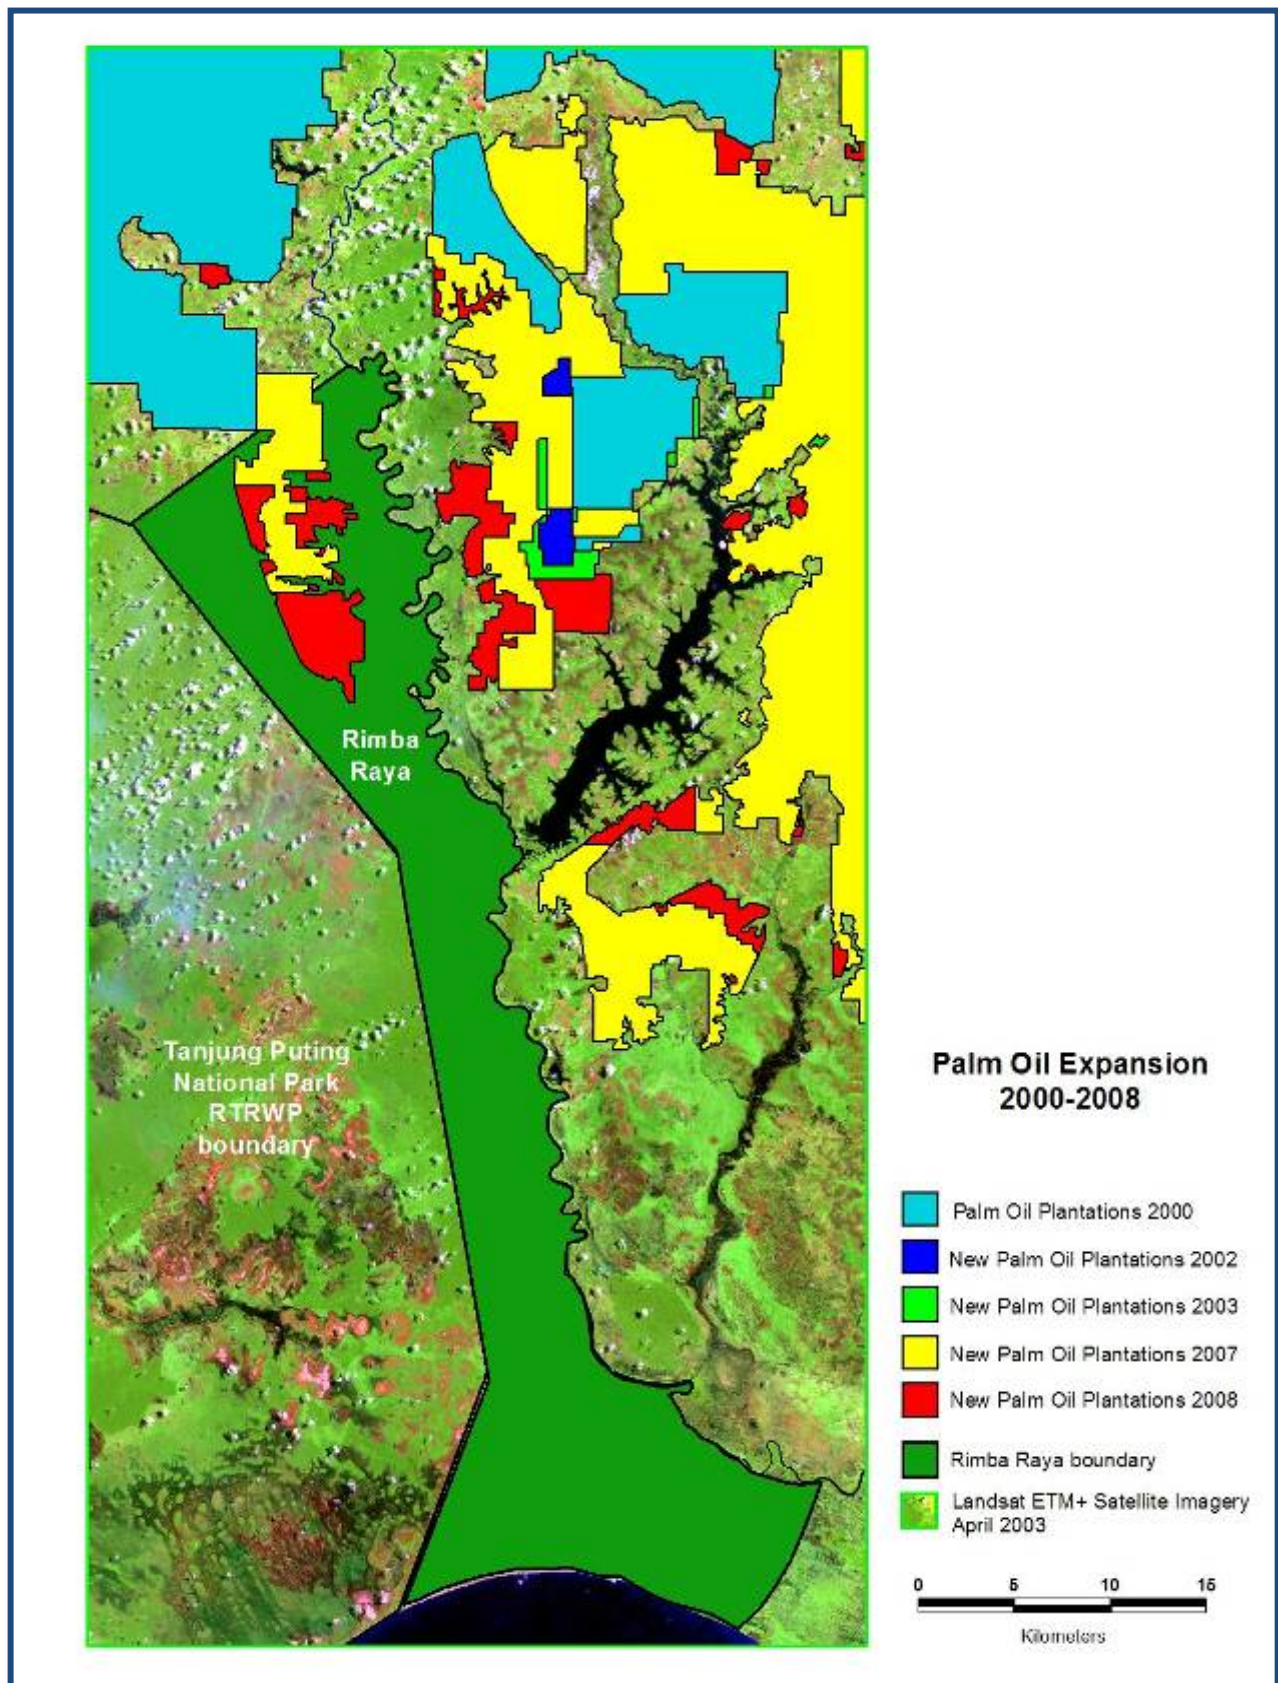 Rimba
Raya
Tanjung Puting
National Park
RTRWP
boundary
Palm Oil Expansion
2000-2008
Palm Oil Plantations 2000
New Palm Oil Plantations 2002
New Palm Oil Plantations 2003
New Palm Oil Plantations 2007
New Palm Oil Plantations 2008
Rimba Raya boundary
Landsat ETM+ Satellite Imagery
April 2003
0 5 10 15
Kilometers